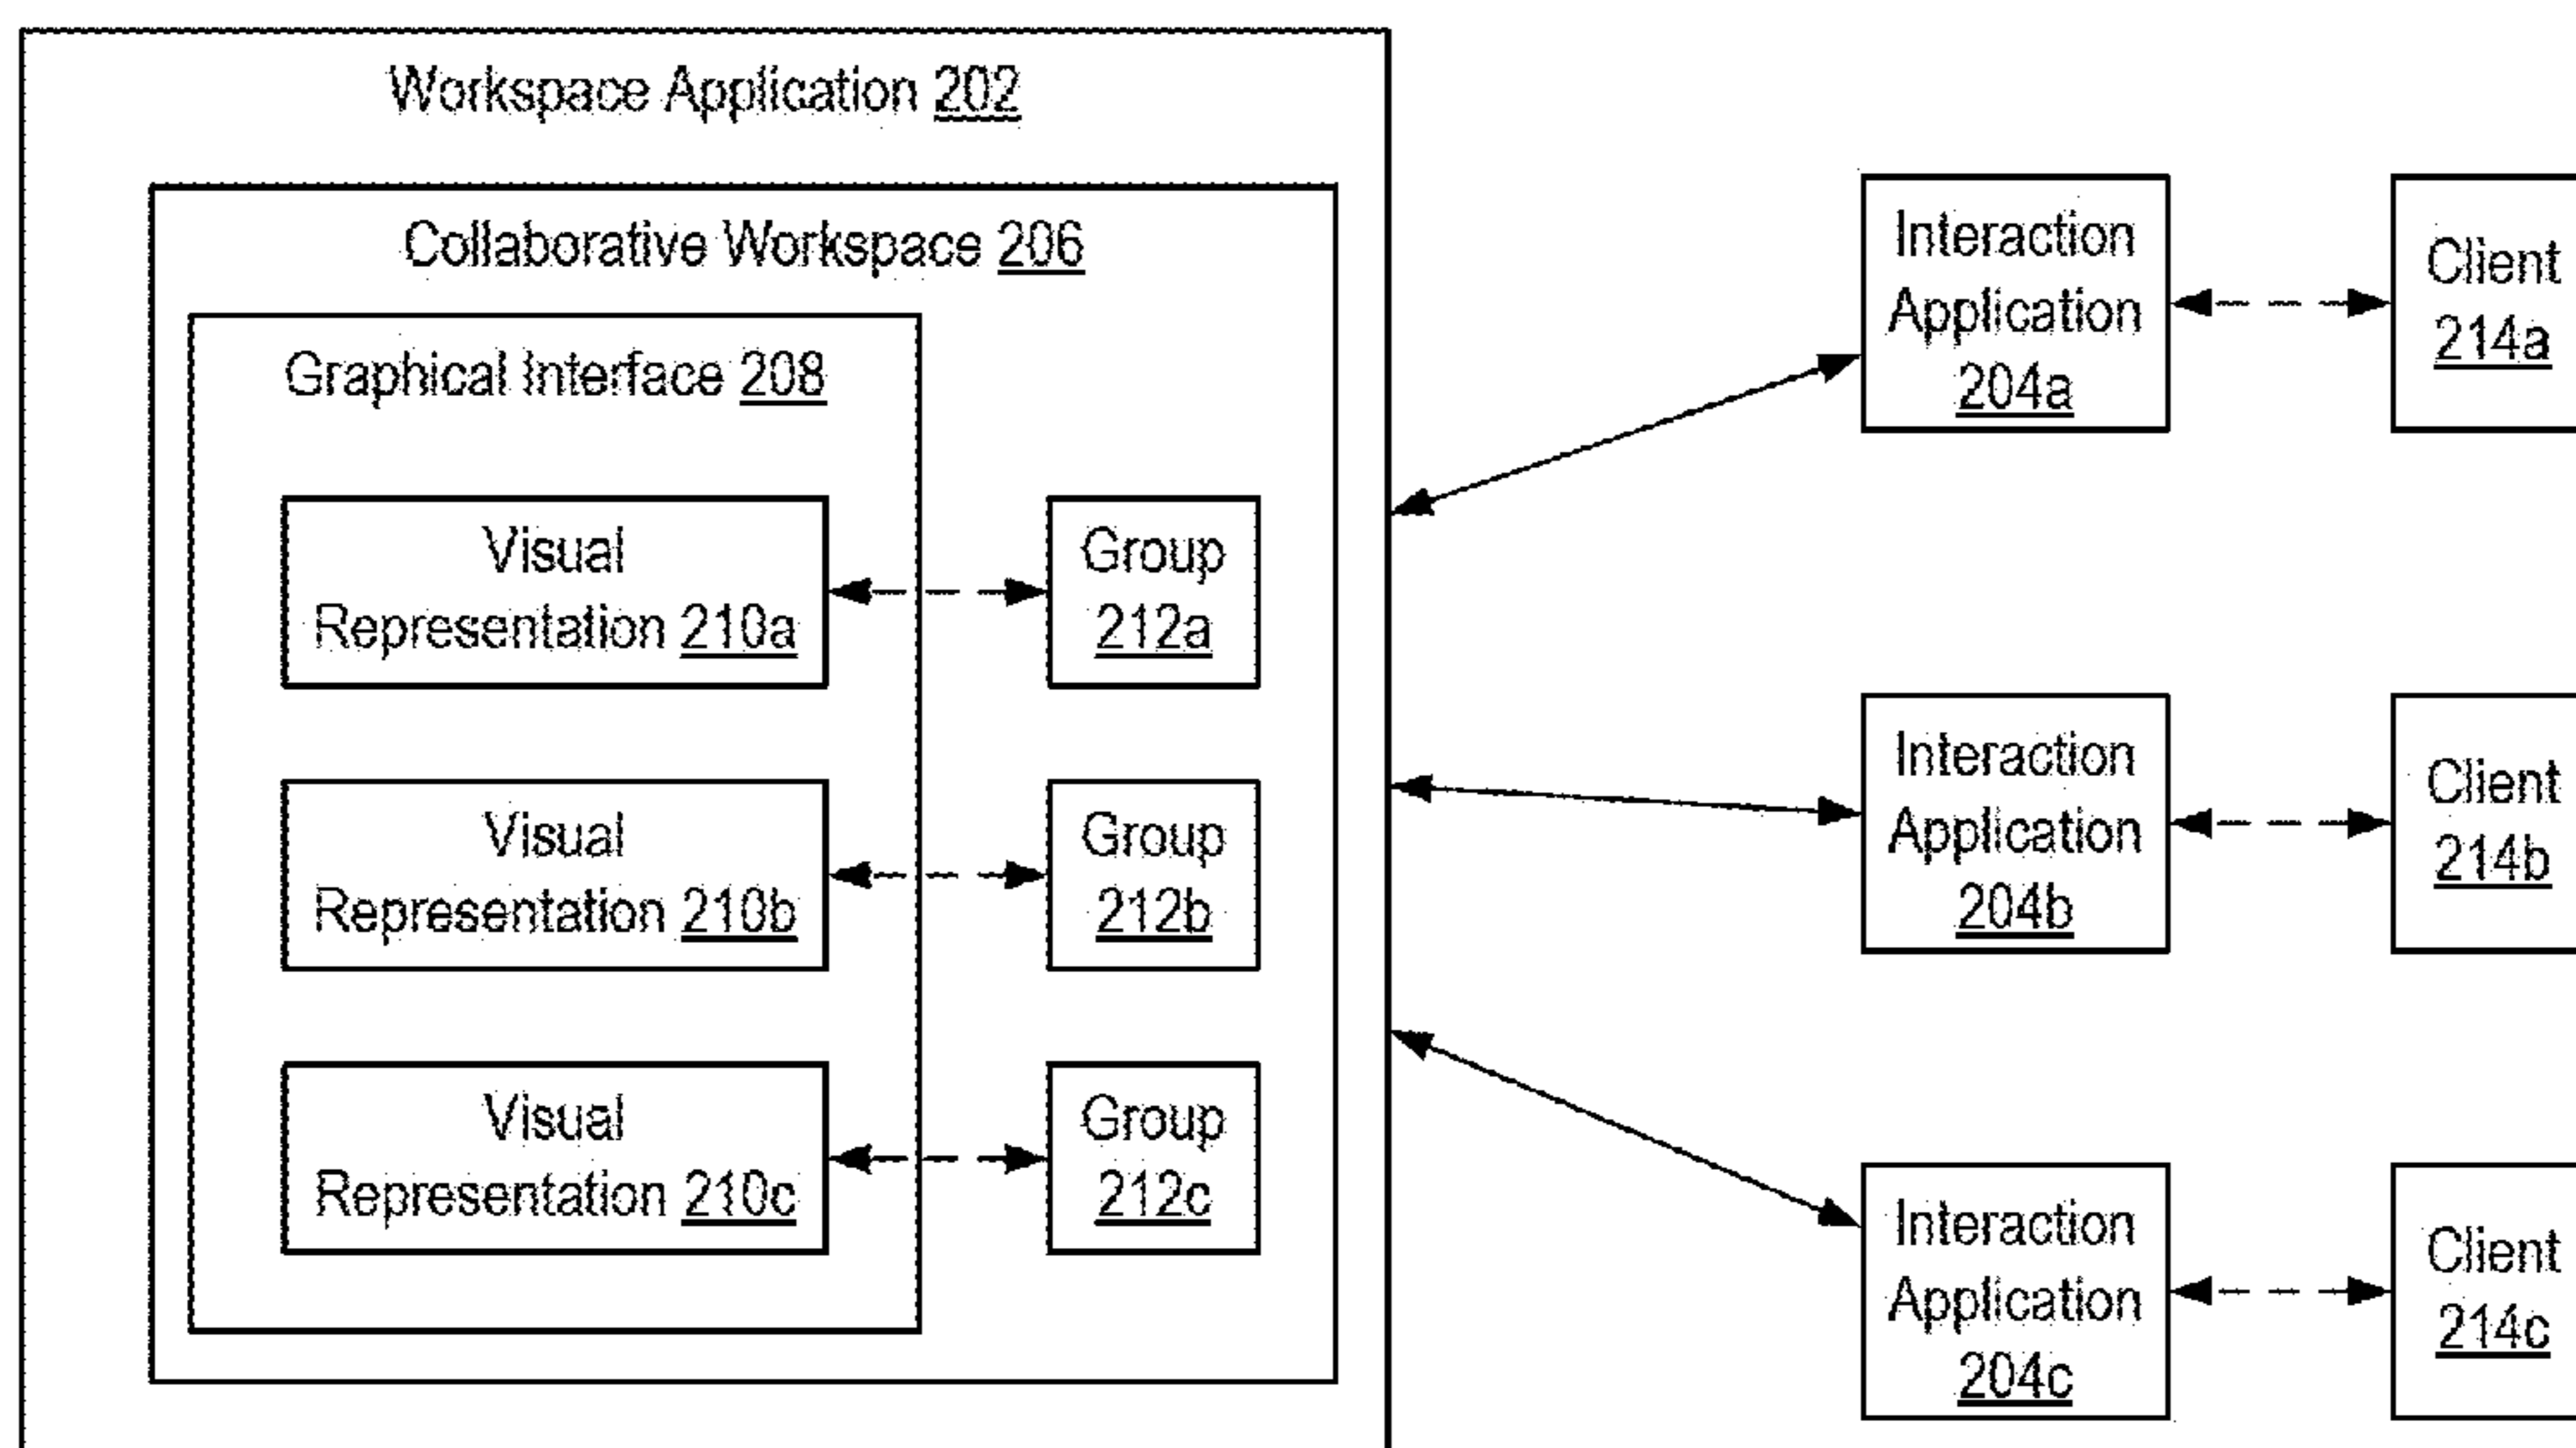 Workspace Application 202
Collaborative Workspace 206
Graphical Interface 208
Visual
Representation 210a
Group
212a
Visual
Representation 210b
Group
212b
Visual
Representation 210c
Group
212c
Interaction
Application
204a
Client
214a
Interaction
Application
204b
Client
214b
Interaction
Application
204c
Client
214c